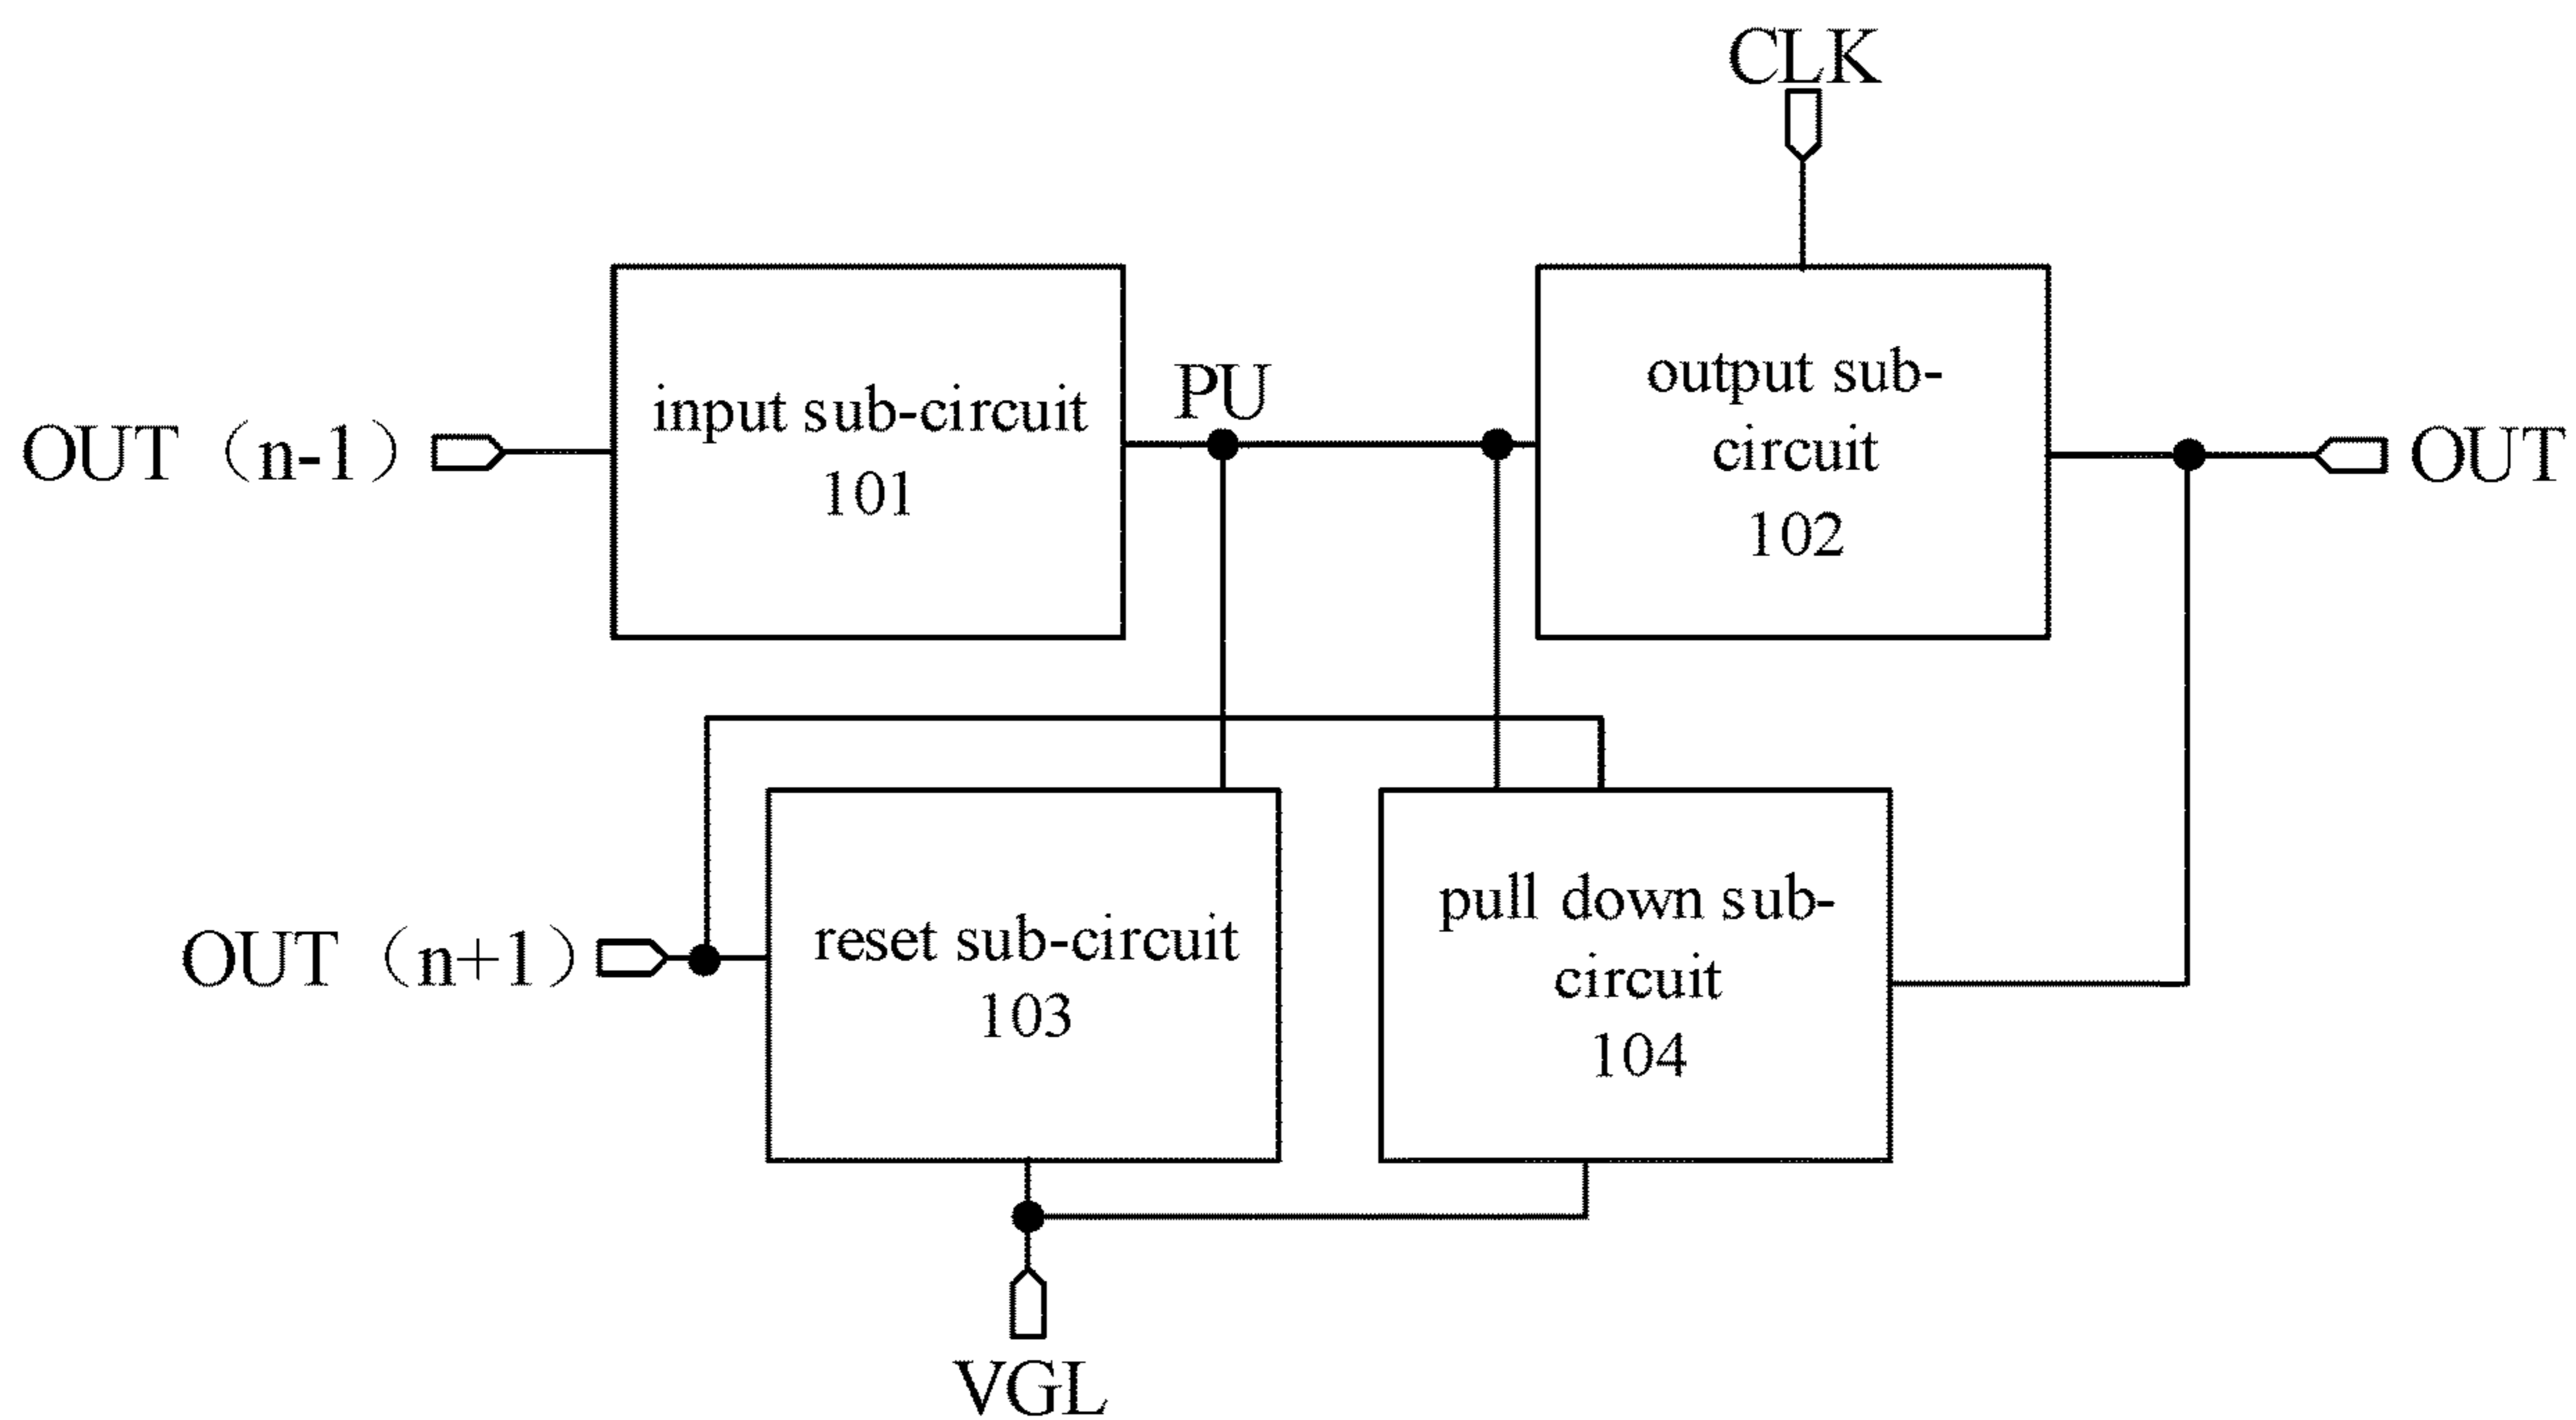 CLK
input sub-circuit
101
PU
output sub-
circuit
102
OUT（n-1）
OUT
OUT（n+1）
reset sub-circuit
103
pull down sub-
circuit
104
VGL